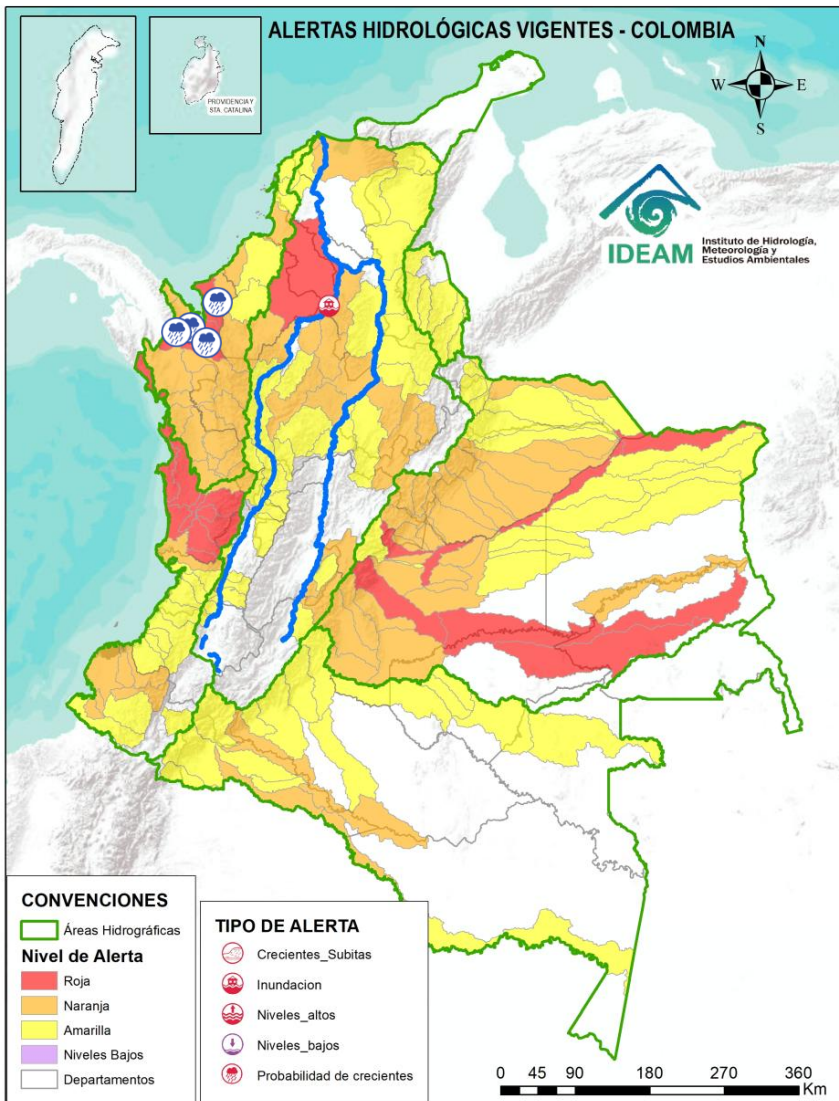 ALERTAS HIDROLÓGICAS VIGENTES - COLOMBIA
PROVIDENCIA Y
STA. CATALINA
N
W
E
S
IDEAM
Instituto de Hidrología,
Meteorología y
Estudios Ambientales
CONVENCIONES
Áreas Hidrográficas
Nivel de Alerta
Roja
Naranja
Amarilla
Niveles Bajos
Departamentos
TIPO DE ALERTA
Crecientes_Subitas
Inundacion
Niveles_altos
Niveles_bajos
Probabilidad de crecientes
0 45 90 180 270 360
Km